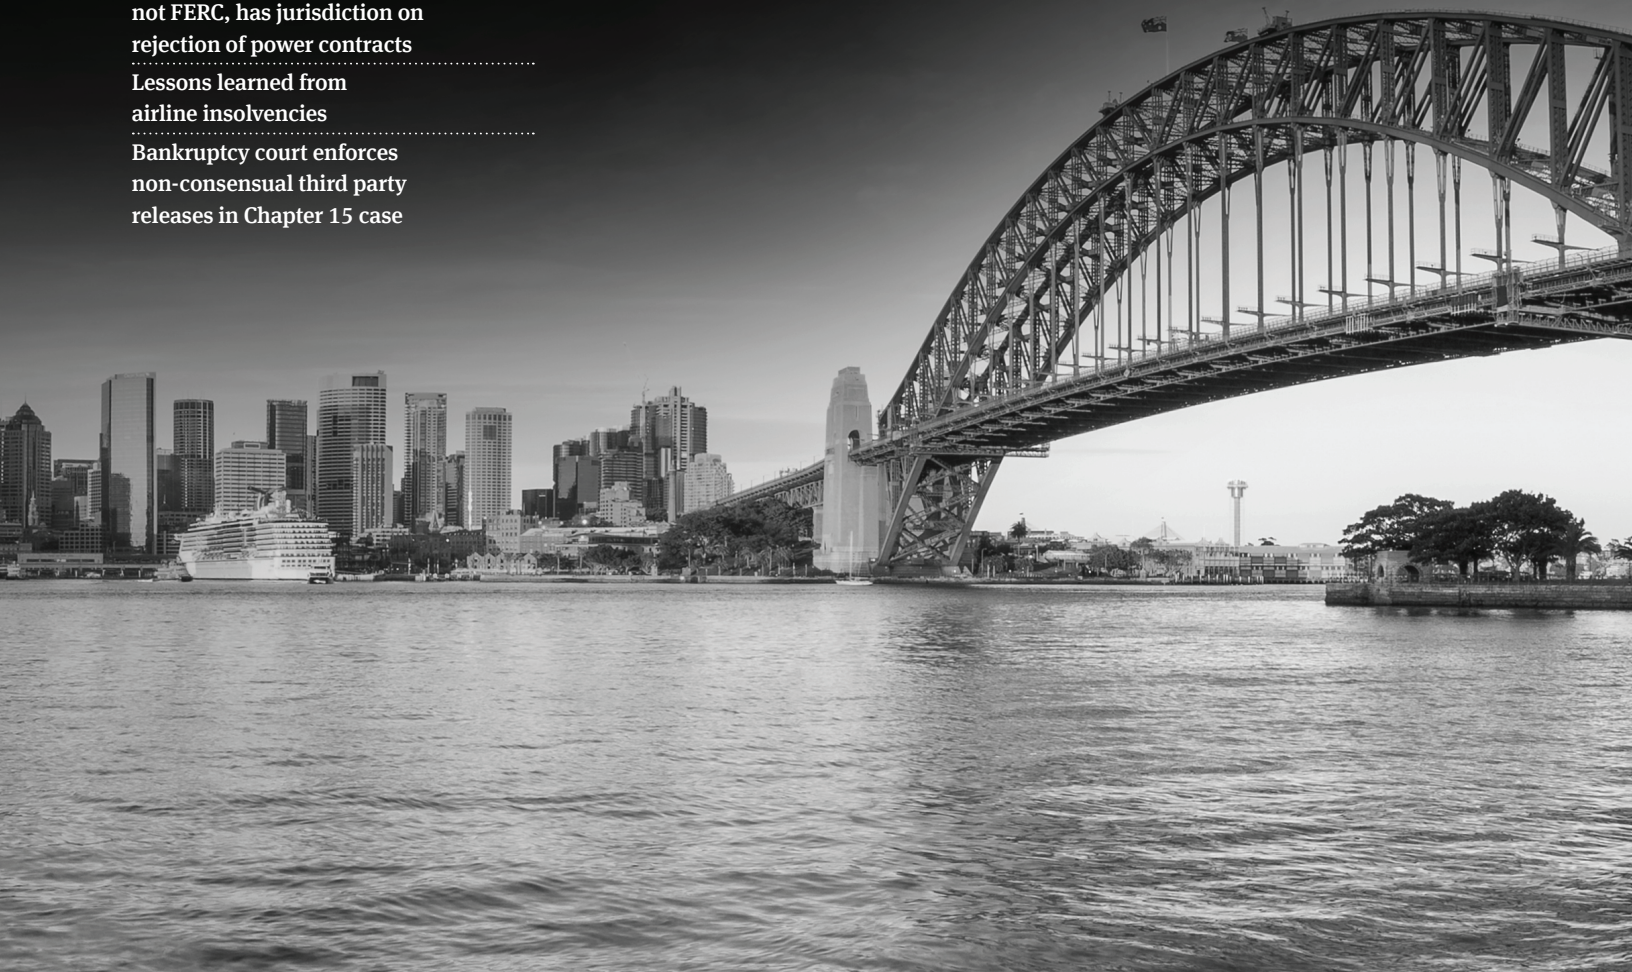 not FERC, has jurisdiction on
rejection of power contracts
Lessons learned from
airline insolvencies
Bankruptcy court enforces
non-consensual third party
releases in Chapter 15 case